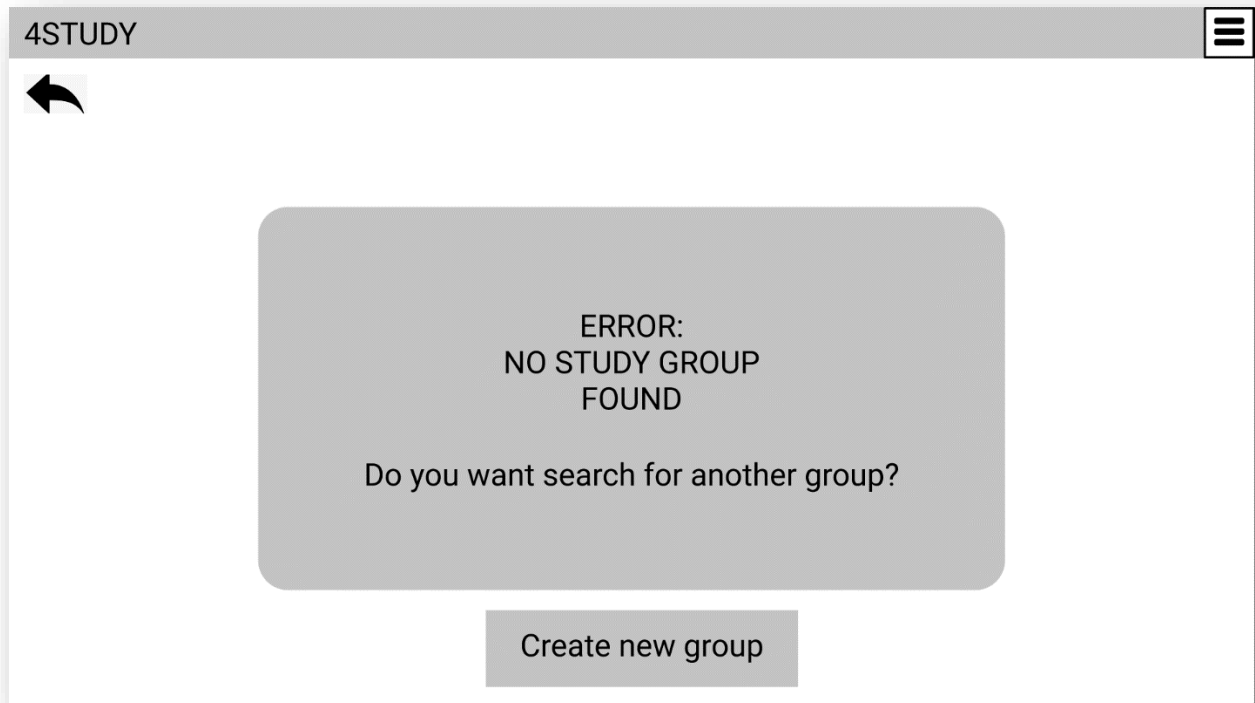 4STUDY
ERROR:
NO STUDY GROUP
FOUND
Do you want search for another group?
Create new group